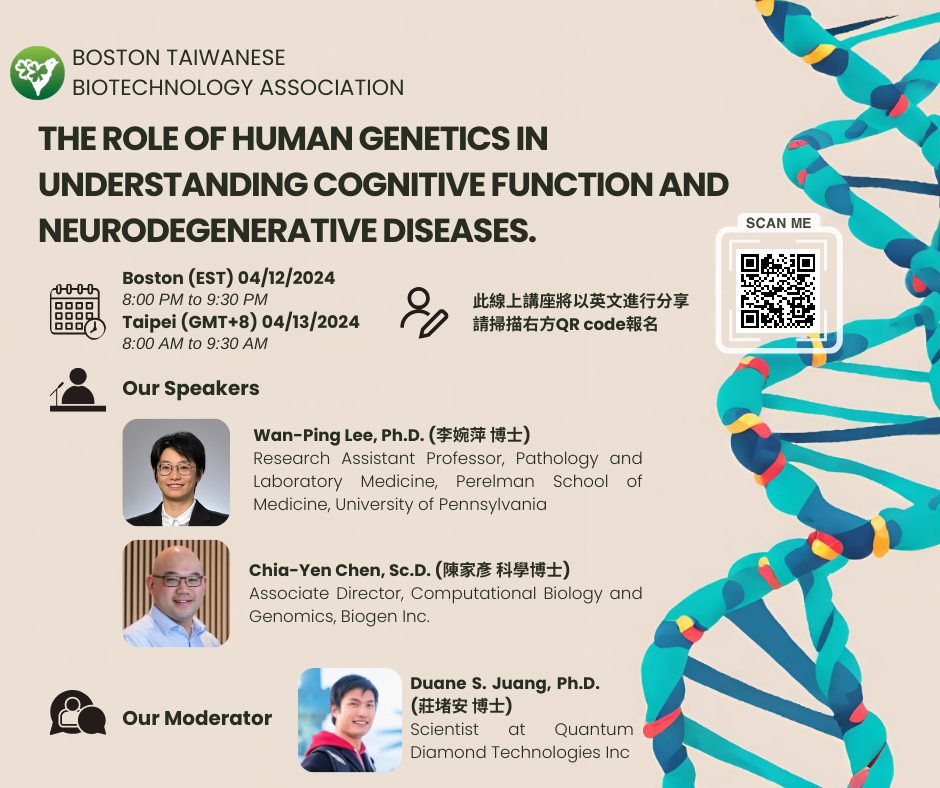 BOSTON TAIWANESE
BIOTECHNOLOGY ASSOCIATION
THE ROLE OF HUMAN GENETICS IN
UNDERSTANDING COGNITIVE FUNCTION AND
NEURODEGENERATIVE DISEASES.
SCAN ME
Boston (EST) 04/12/2024
8:00 PM to 9:30 PM
Taipei (GMT+8) 04/13/2024
8:00 AM to 9:30 AM
此線上講座將以英文進行分享
請掃描右方QR code報名
Our Speakers
Wan-Ping Lee, Ph.D. (李婉萍 博士)
Research Assistant Professor, Pathology and
Laboratory Medicine, Perelman School of
Medicine, University of Pennsylvania
Chia-Yen Chen, Sc.D. (陳家彥 科學博士)
Associate Director, Computational Biology and
Genomics, Biogen Inc.
Our Moderator
Duane S. Juang, Ph.D.
(莊堵安 博士)
Scientist at Quantum
Diamond Technologies Inc